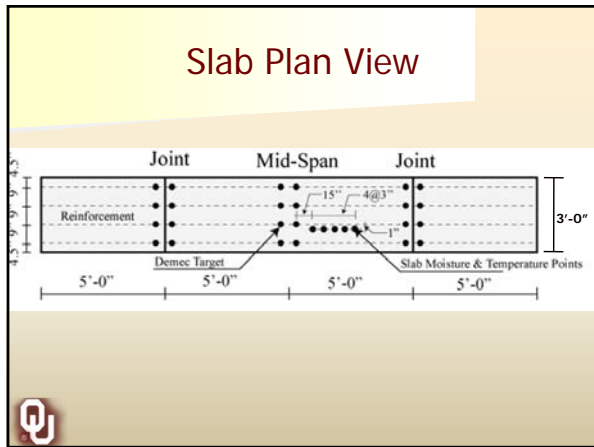 Slab Plan View
Joint Mid-Span Joint
4.5" 9' 9' 9' 4.5"
15" 4@3"
Reinforcement
3'-0"
1"
Demec Target Slab Moisture & Temperature Points
5'-0" 5'-0" 5'-0" 5'-0"
OU